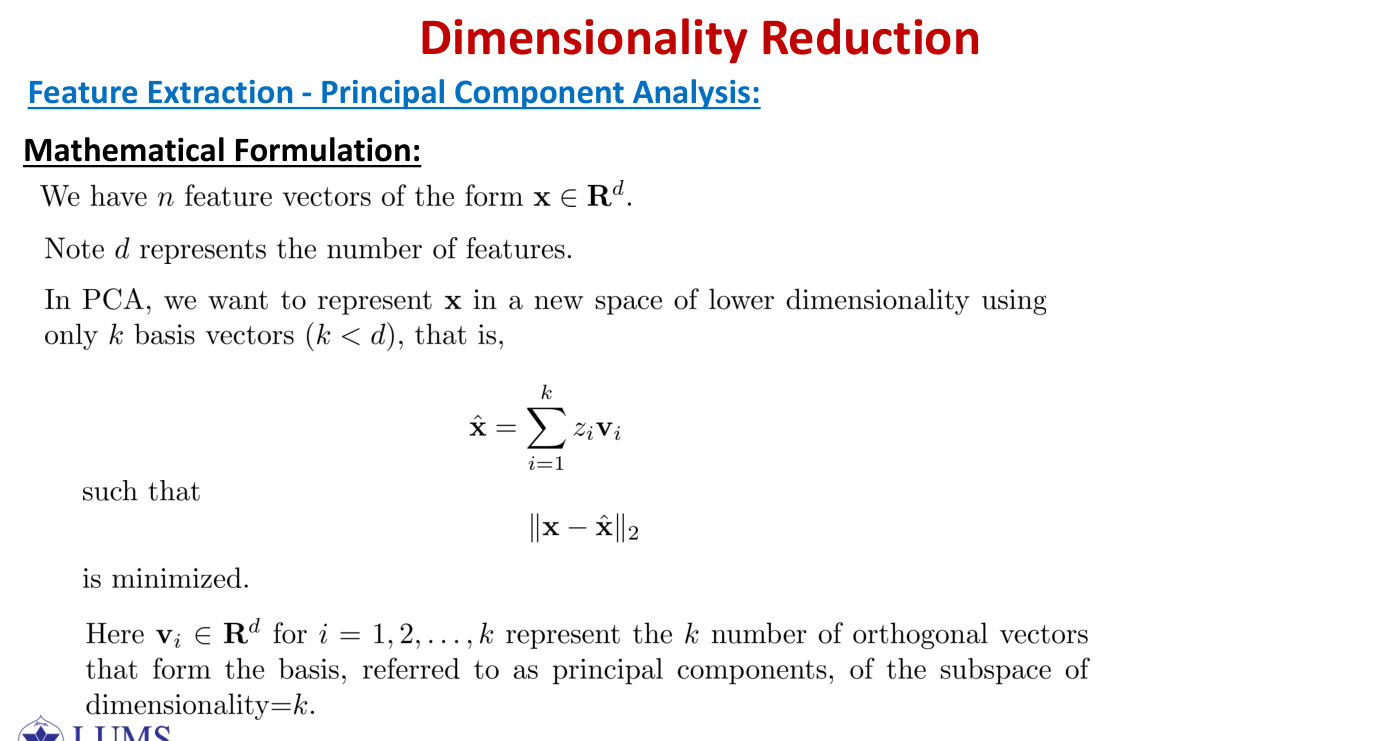 Dimensionality Reduction
Feature Extraction - Principal Component Analysis:
Mathematical Formulation:
We have n feature vectors of the form x ∈ R^d.
Note d represents the number of features.
In PCA, we want to represent x in a new space of lower dimensionality using
only k basis vectors (k < d), that is,
x̂ = ∑_{i=1}^{k} z_i v_i
such that
‖x − x̂‖_2
is minimized.
Here v_i ∈ R^d for i = 1, 2, . . . , k represent the k number of orthogonal vectors
that form the basis, referred to as principal components, of the subspace of
dimensionality=k.
LUMS